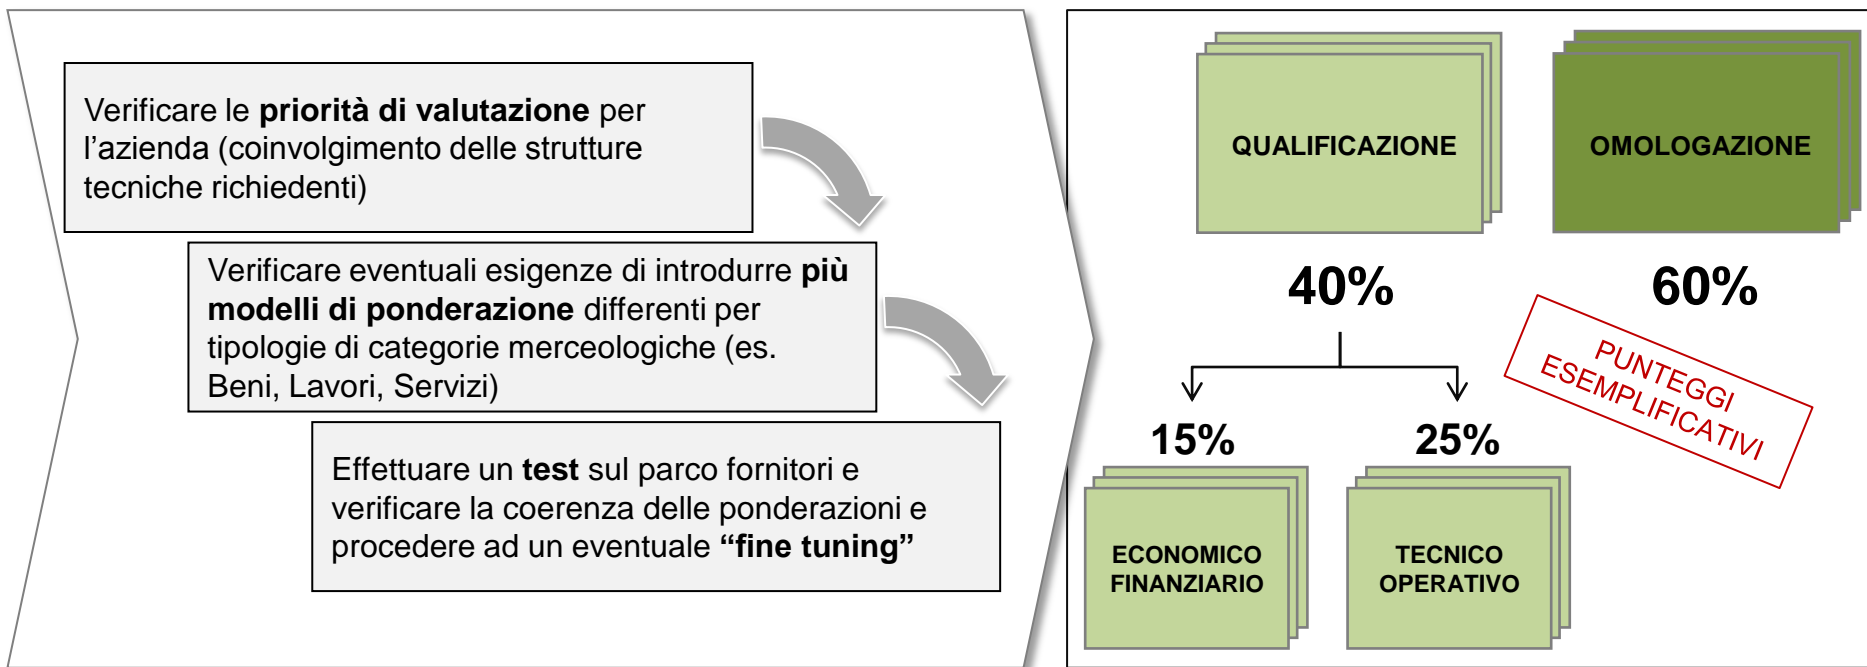 Verificare le priorità di valutazione per
l’azienda (coinvolgimento delle strutture
tecniche richiedenti)
Verificare eventuali esigenze di introdurre più
modelli di ponderazione differenti per
tipologie di categorie merceologiche (es.
Beni, Lavori, Servizi)
Effettuare un test sul parco fornitori e
verificare la coerenza delle ponderazioni e
procedere ad un eventuale “fine tuning”
QUALIFICAZIONE
OMOLOGAZIONE
40%
60%
PUNTEGGI
ESEMPLIFICATIVI
15%
25%
ECONOMICO
FINANZIARIO
TECNICO
OPERATIVO